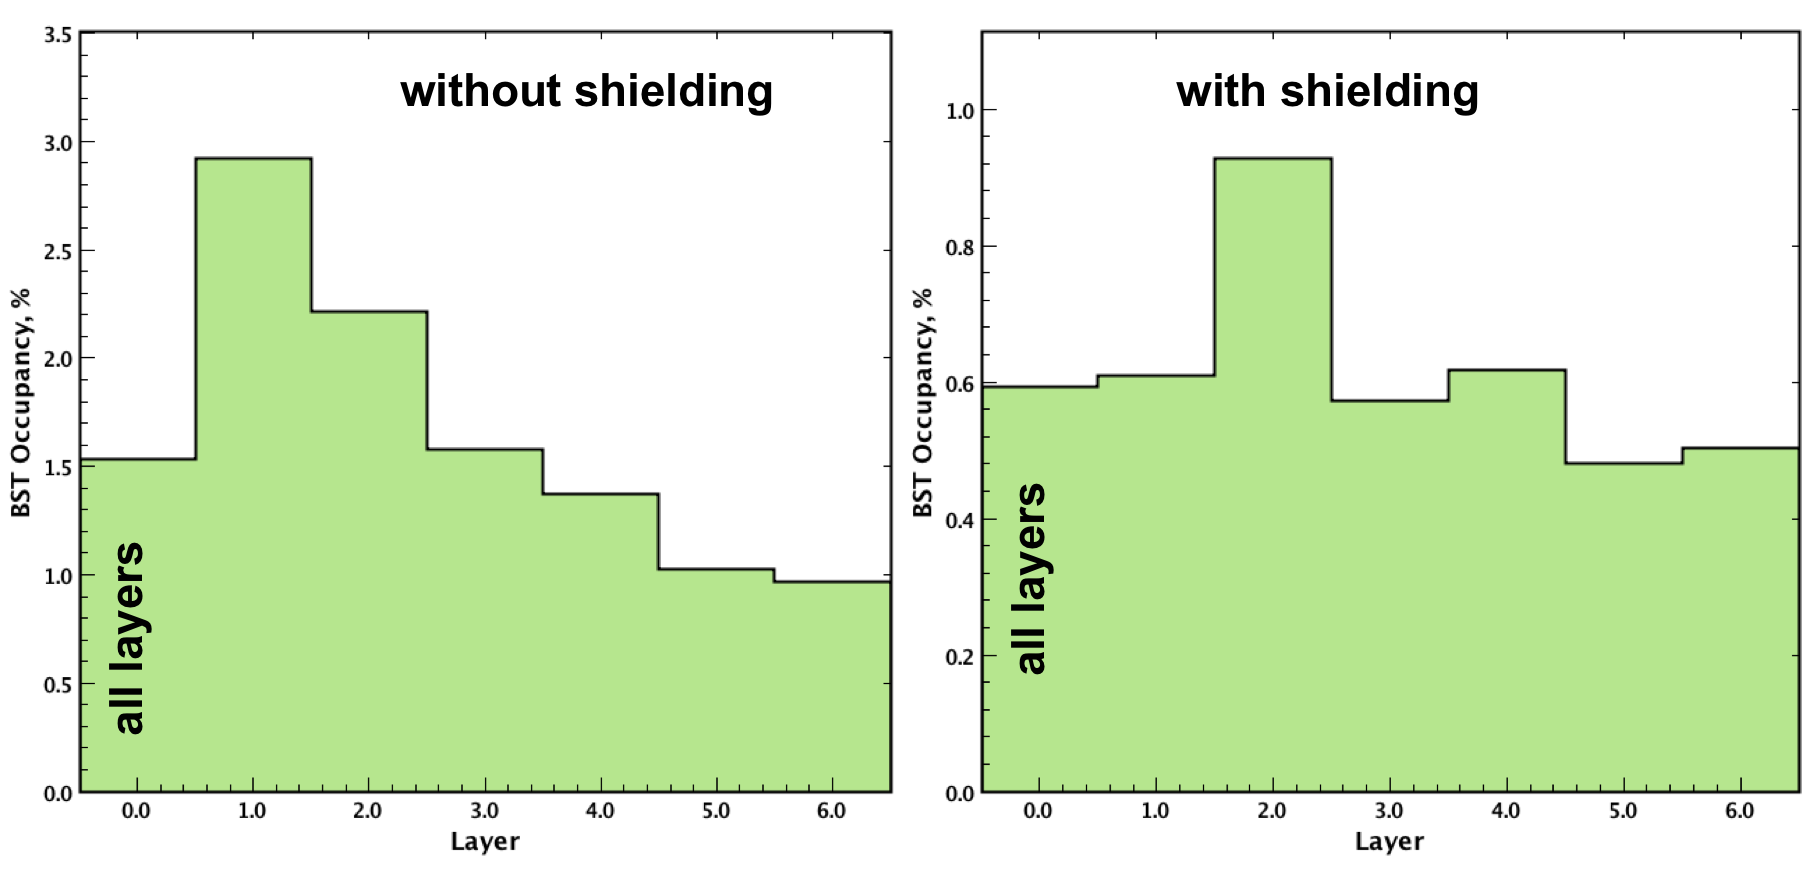 without shielding
3.5
3.0
2.5
2.0
1.5
1.0
0.5
0.0
BST Occupancy, %
all layers
0.0 1.0 2.0 3.0 4.0 5.0 6.0
Layer
with shielding
1.0
0.8
0.6
0.4
0.2
0.0
BST Occupancy, %
all layers
0.0 1.0 2.0 3.0 4.0 5.0 6.0
Layer